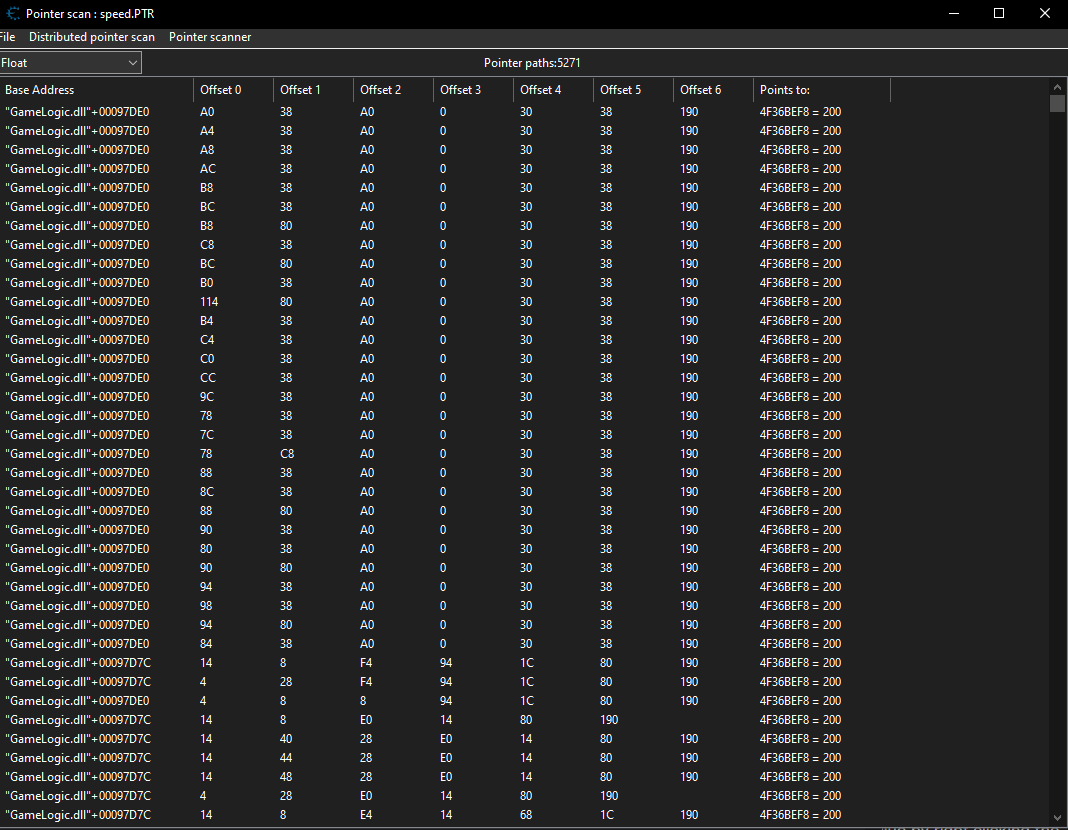 Pointer scan : speed.PTR
File Distributed pointer scan Pointer scanner
Float Pointer paths:5271
Base Address Offset 0 Offset 1 Offset 2 Offset 3 Offset 4 Offset 5 Offset 6 Points to:
"GameLogic.dll"+00097DE0 A0 38 A0 0 30 38 190 4F36BEF8 = 200
"GameLogic.dll"+00097DE0 A4 38 A0 0 30 38 190 4F36BEF8 = 200
"GameLogic.dll"+00097DE0 A8 38 A0 0 30 38 190 4F36BEF8 = 200
"GameLogic.dll"+00097DE0 AC 38 A0 0 30 38 190 4F36BEF8 = 200
"GameLogic.dll"+00097DE0 B8 38 A0 0 30 38 190 4F36BEF8 = 200
"GameLogic.dll"+00097DE0 BC 38 A0 0 30 38 190 4F36BEF8 = 200
"GameLogic.dll"+00097DE0 B8 80 A0 0 30 38 190 4F36BEF8 = 200
"GameLogic.dll"+00097DE0 C8 38 A0 0 30 38 190 4F36BEF8 = 200
"GameLogic.dll"+00097DE0 BC 80 A0 0 30 38 190 4F36BEF8 = 200
"GameLogic.dll"+00097DE0 B0 38 A0 0 30 38 190 4F36BEF8 = 200
"GameLogic.dll"+00097DE0 114 80 A0 0 30 38 190 4F36BEF8 = 200
"GameLogic.dll"+00097DE0 B4 38 A0 0 30 38 190 4F36BEF8 = 200
"GameLogic.dll"+00097DE0 C4 38 A0 0 30 38 190 4F36BEF8 = 200
"GameLogic.dll"+00097DE0 C0 38 A0 0 30 38 190 4F36BEF8 = 200
"GameLogic.dll"+00097DE0 CC 38 A0 0 30 38 190 4F36BEF8 = 200
"GameLogic.dll"+00097DE0 9C 38 A0 0 30 38 190 4F36BEF8 = 200
"GameLogic.dll"+00097DE0 78 38 A0 0 30 38 190 4F36BEF8 = 200
"GameLogic.dll"+00097DE0 7C 38 A0 0 30 38 190 4F36BEF8 = 200
"GameLogic.dll"+00097DE0 78 C8 A0 0 30 38 190 4F36BEF8 = 200
"GameLogic.dll"+00097DE0 88 38 A0 0 30 38 190 4F36BEF8 = 200
"GameLogic.dll"+00097DE0 8C 38 A0 0 30 38 190 4F36BEF8 = 200
"GameLogic.dll"+00097DE0 88 80 A0 0 30 38 190 4F36BEF8 = 200
"GameLogic.dll"+00097DE0 90 38 A0 0 30 38 190 4F36BEF8 = 200
"GameLogic.dll"+00097DE0 80 38 A0 0 30 38 190 4F36BEF8 = 200
"GameLogic.dll"+00097DE0 90 80 A0 0 30 38 190 4F36BEF8 = 200
"GameLogic.dll"+00097DE0 94 38 A0 0 30 38 190 4F36BEF8 = 200
"GameLogic.dll"+00097DE0 98 38 A0 0 30 38 190 4F36BEF8 = 200
"GameLogic.dll"+00097DE0 94 80 A0 0 30 38 190 4F36BEF8 = 200
"GameLogic.dll"+00097DE0 84 38 A0 0 30 38 190 4F36BEF8 = 200
"GameLogic.dll"+00097D7C 14 8 F4 94 1C 80 190 4F36BEF8 = 200
"GameLogic.dll"+00097D7C 4 28 F4 94 1C 80 190 4F36BEF8 = 200
"GameLogic.dll"+00097DE0 4 8 8 94 1C 80 190 4F36BEF8 = 200
"GameLogic.dll"+00097D7C 14 8 E0 14 80 190 4F36BEF8 = 200
"GameLogic.dll"+00097D7C 14 40 28 E0 14 80 190 4F36BEF8 = 200
"GameLogic.dll"+00097D7C 14 44 28 E0 14 80 190 4F36BEF8 = 200
"GameLogic.dll"+00097D7C 14 48 28 E0 14 80 190 4F36BEF8 = 200
"GameLogic.dll"+00097D7C 4 28 E0 14 80 190 4F36BEF8 = 200
"GameLogic.dll"+00097D7C 14 8 E4 14 68 1C 190 4F36BEF8 = 200